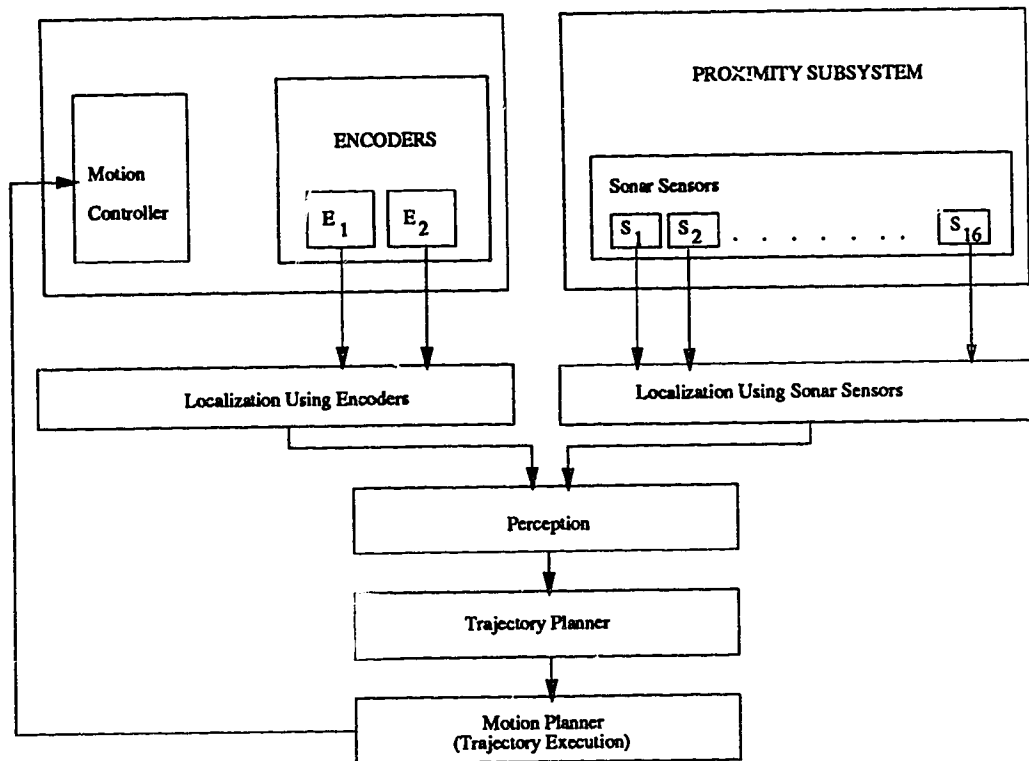 PROXIMITY SUBSYSTEM
ENCODERS
Motion
Controller
E1
E2
Sonar Sensors
S1
S2
. . . . . . . .
S16
Localization Using Encoders
Localization Using Sonar Sensors
Perception
Trajectory Planner
Motion Planner
(Trajectory Execution)